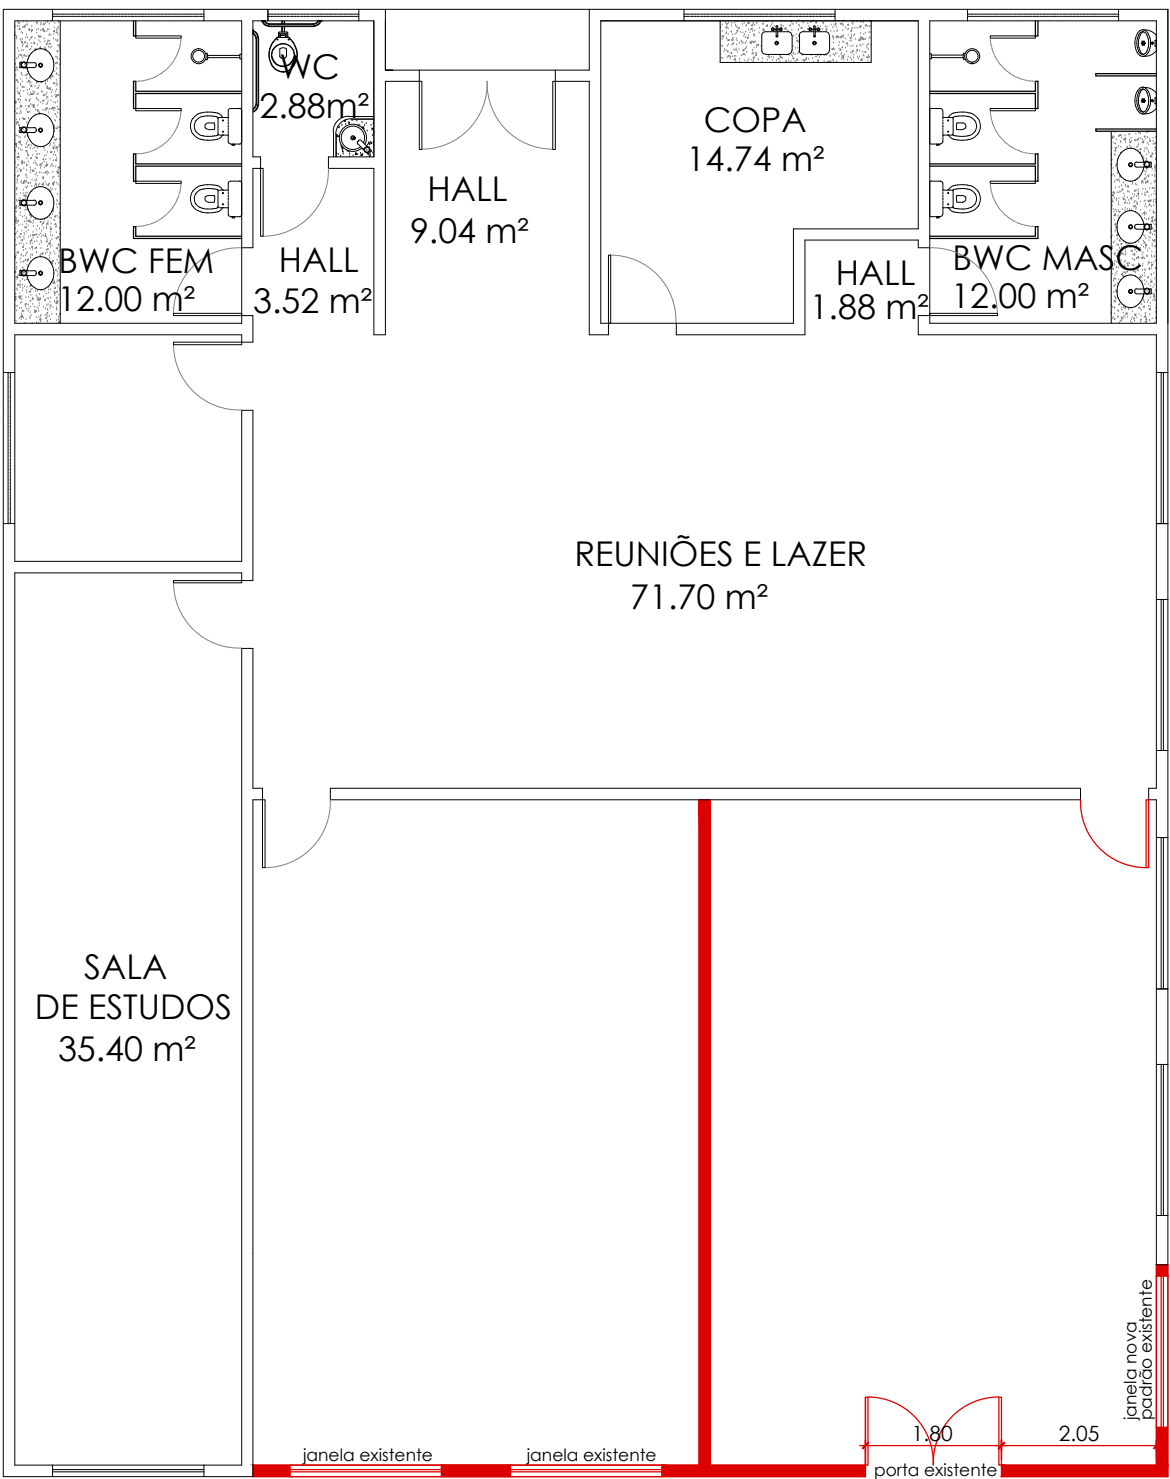 WC
2.88m²
COPA
14.74 m²
HALL
9.04 m²
BWC FEM
12.00 m²
HALL
3.52 m²
HALL
1.88 m²
BWC MASC
12.00 m²
REUNIÕES E LAZER
71.70 m²
SALA
DE ESTUDOS
35.40 m²
janela nova
padrão existente
1.80
2.05
janela existente
janela existente
porta existente